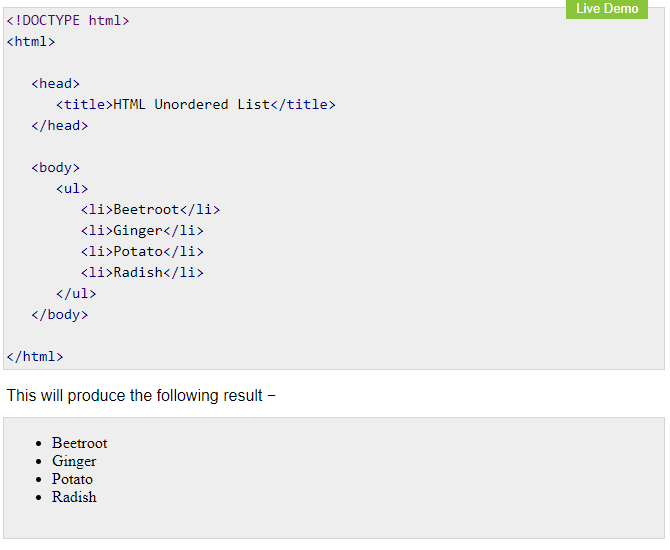 Live Demo
<!DOCTYPE html>
<html>
<head>
<title>HTML Unordered List</title>
</head>
<body>
<ul>
<li>Beetroot</li>
<li>Ginger</li>
<li>Potato</li>
<li>Radish</li>
</ul>
</body>
</html>
This will produce the following result −
• Beetroot
• Ginger
• Potato
• Radish